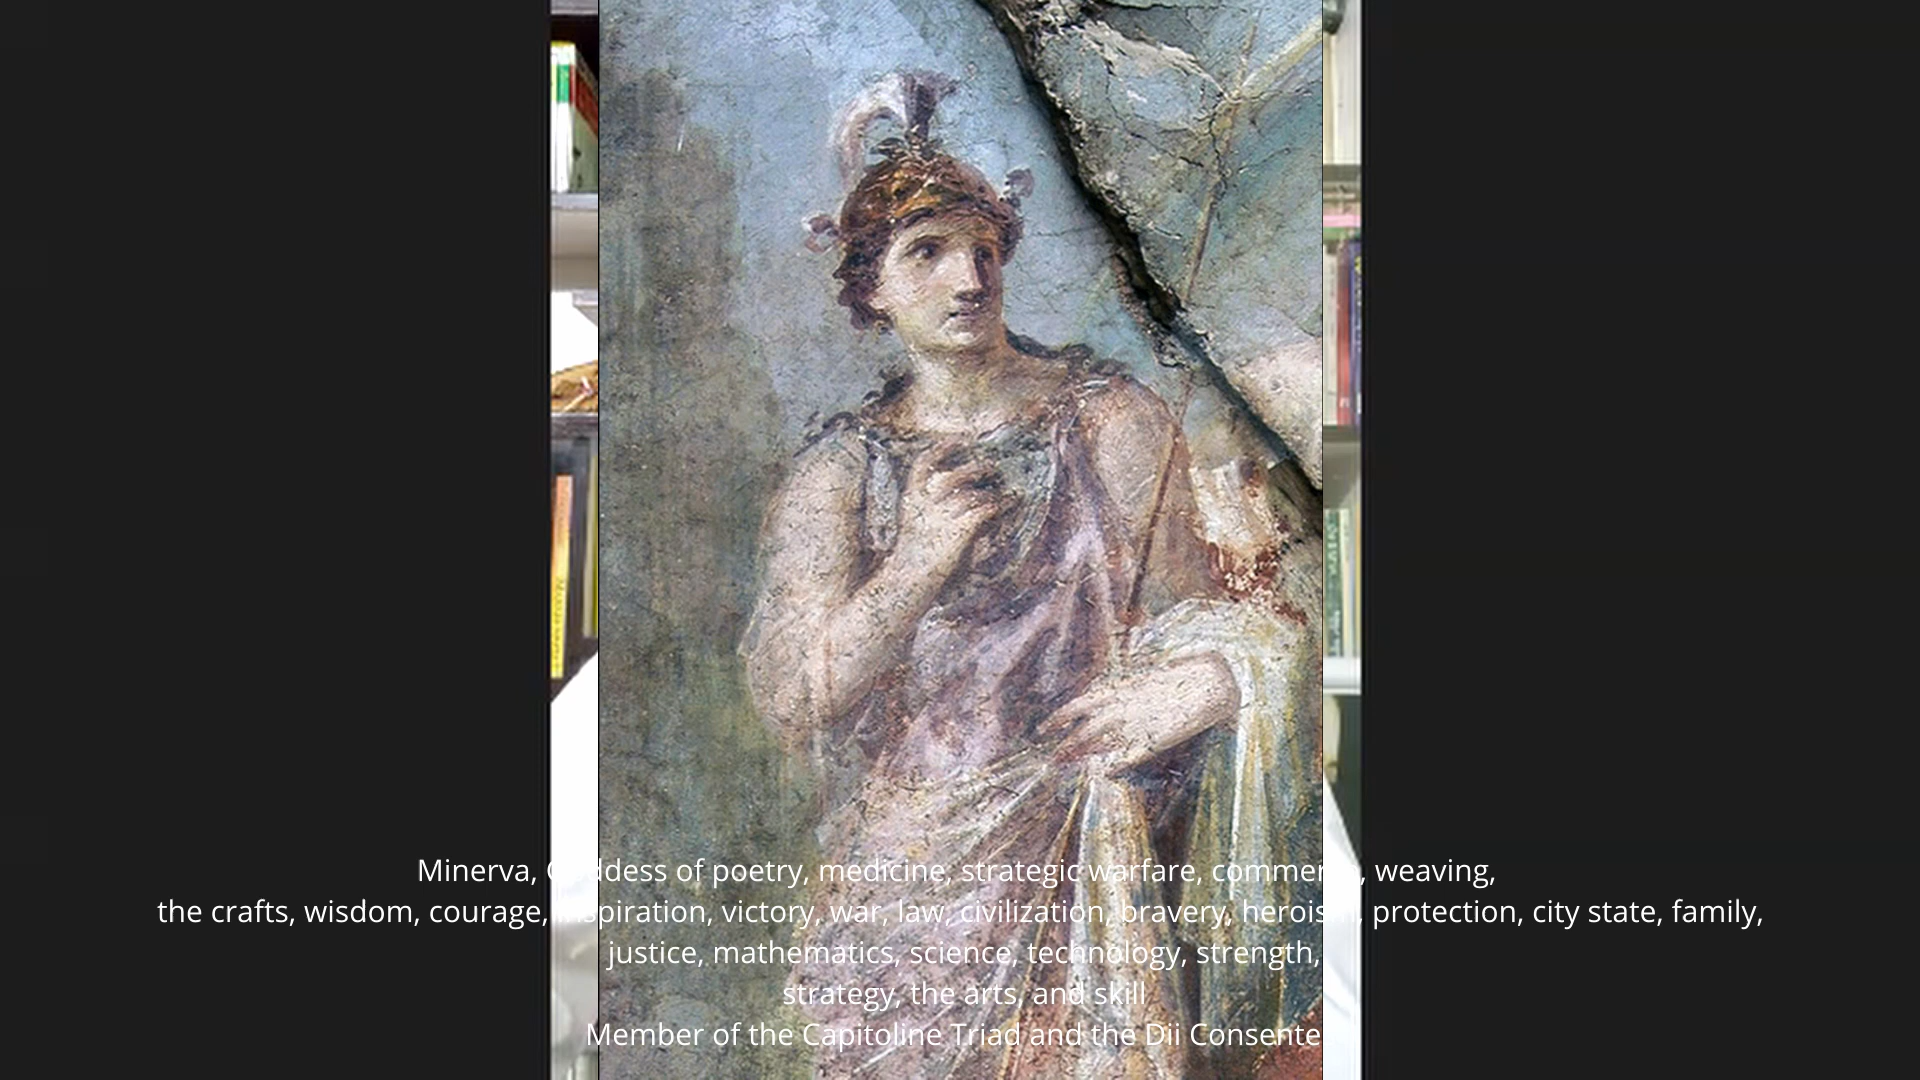 Minerva, Goddess of poetry, medicine, strategic warfare, commerce, weaving,
the crafts, wisdom, courage, inspiration, victory, war, law, civilization, bravery, heroism, protection, city state, family,
justice, mathematics, science, technology, strength,
strategy, the arts, and skill
Member of the Capitoline Triad and the Dii Consente